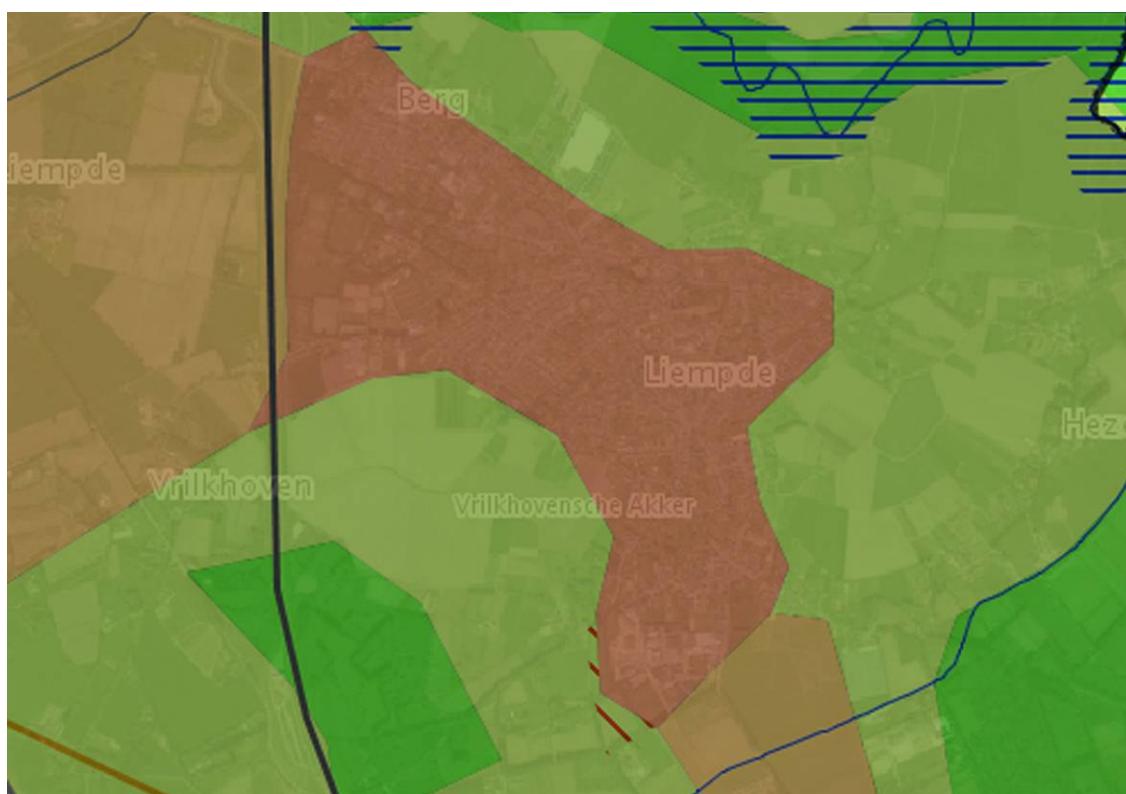 Berg
Liempde
Liempde
Hez
Vrilkhoven
Vrilkhovensche Akker